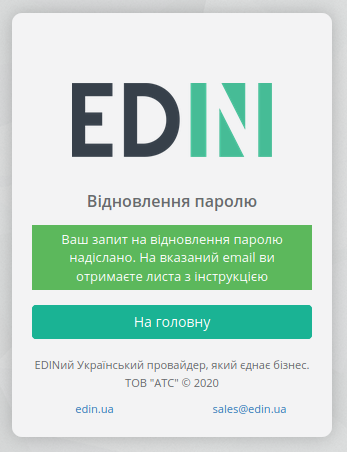 EDIN
Відновлення паролю
Ваш запит на відновлення паролю
надіслано. На вказаний email ви
отримаєте листа з інструкцією
На головну
EDINий Український провайдер, який єднає бізнес.
ТОВ "АТС" © 2020
edin.ua
sales@edin.ua